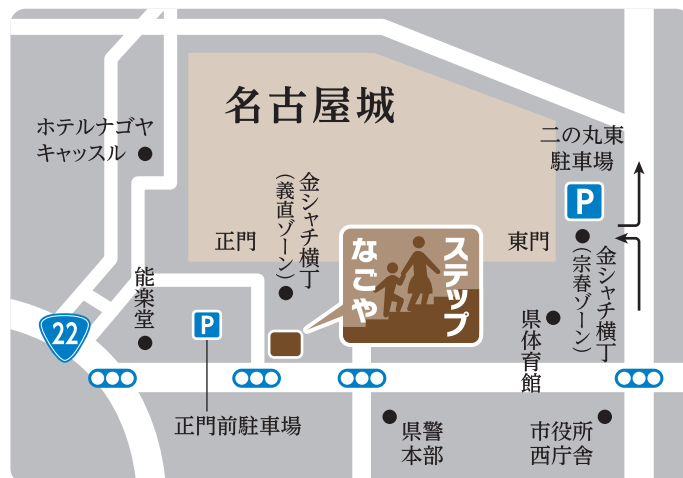 名古屋城
ホテルナゴヤ
キャッスル
二の丸東
駐車場
P
金シャチ横丁
（義直ゾーン）
正門
東門
金シャチ横丁
（宗春ゾーン）
ステップ
なごや
能楽堂
22
P
県体育館
正門前駐車場
県警
本部
市役所
西庁舎